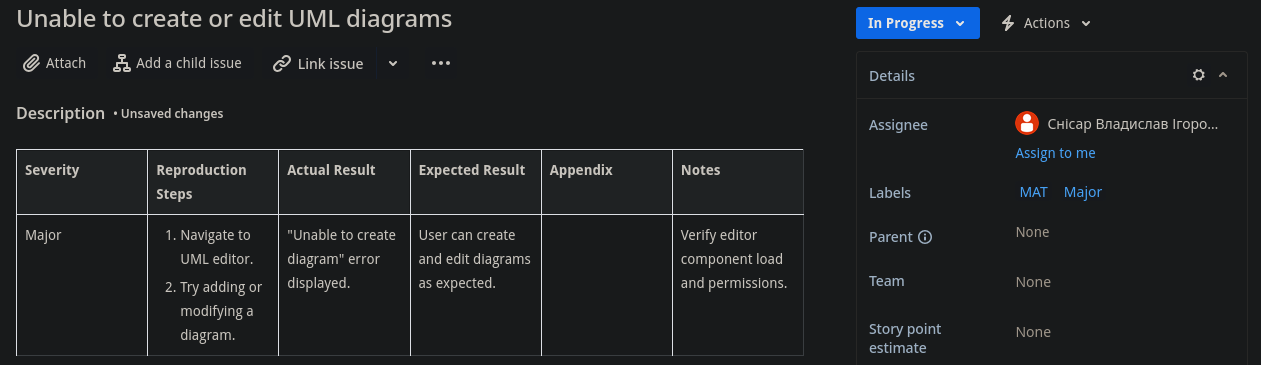 Unable to create or edit UML diagrams
Attach
Add a child issue
Link issue
Description • Unsaved changes
Severity
Reproduction
Steps
Actual Result
Expected Result
Appendix
Notes
Major
1. Navigate to
UML editor.
2. Try adding or
modifying a
diagram.
"Unable to create
diagram" error
displayed.
User can create
and edit diagrams
as expected.
Verify editor
component load
and permissions.
In Progress
Actions
Details
Assignee
Снісар Владислав Ігоро...
Assign to me
Labels
MAT Major
Parent
None
Team
None
Story point
estimate
None